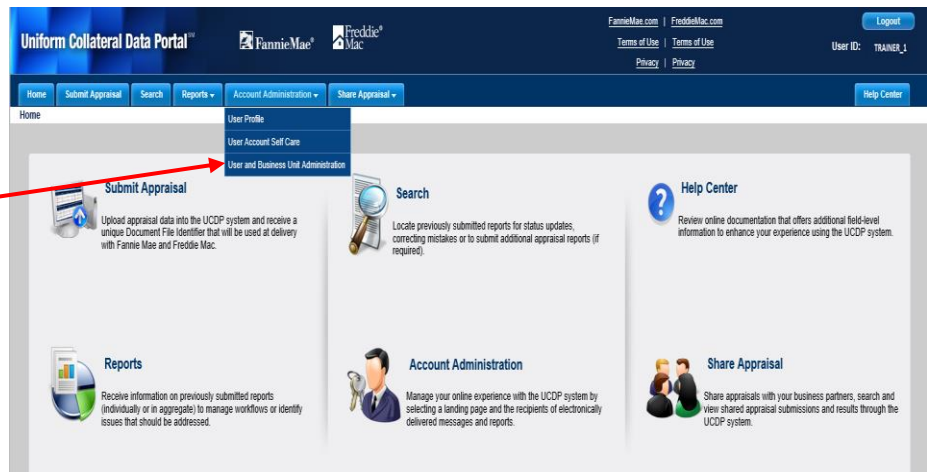 FannieMae.com | FreddieMac.com
Logout
Uniform Collateral Data Portal℠
FannieMae®
Freddie Mac®
Terms of Use | Terms of Use
User ID: TRAINER_1
Privacy | Privacy
Home
Submit Appraisal
Search
Reports
Account Administration
Share Appraisal
Help Center
Home
User Profile
User Account Self Care
User and Business Unit Administration
Submit Appraisal
Upload appraisal data into the UCDP system and receive a
unique Document File Identifier that will be used at delivery
with Fannie Mae and Freddie Mac.
Search
Locate previously submitted reports for status updates,
correcting mistakes or to submit additional appraisal reports (if
required).
Help Center
Review online documentation that offers additional field-level
information to enhance your experience using the UCDP system.
Reports
Receive information on previously submitted reports
(individually or in aggregate) to manage workflows or identify
issues that should be addressed.
Account Administration
Manage your online experience with the UCDP system by
selecting a landing page and the recipients of electronically
delivered messages and reports.
Share Appraisal
Share appraisals with your business partners, search and
view shared appraisal submissions and results through the
UCDP system.